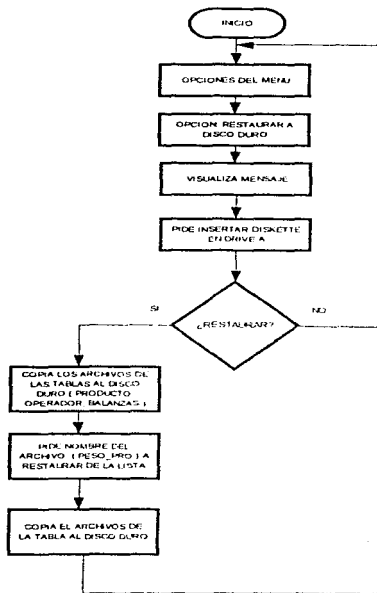 INICIO
OPCIONES DEL MENU
OPCION RESTAURAR A
DISCO DURO
VISUALIZA MENSAJE
PIDE INSERTAR DISKETTE
EN DRIVE A
¿RESTAURAR?
SI
NO
COPIA LOS ARCHIVOS DE
LAS TABLAS AL DISCO
DURO ( PRODUCTO
OPERADOR, BALANZAS )
PIDE NOMBRE DEL
ARCHIVO ( PESO_PRO ) A
RESTAURAR DE LA LISTA
COPIA EL ARCHIVOS DE
LA TABLA AL DISCO DURO